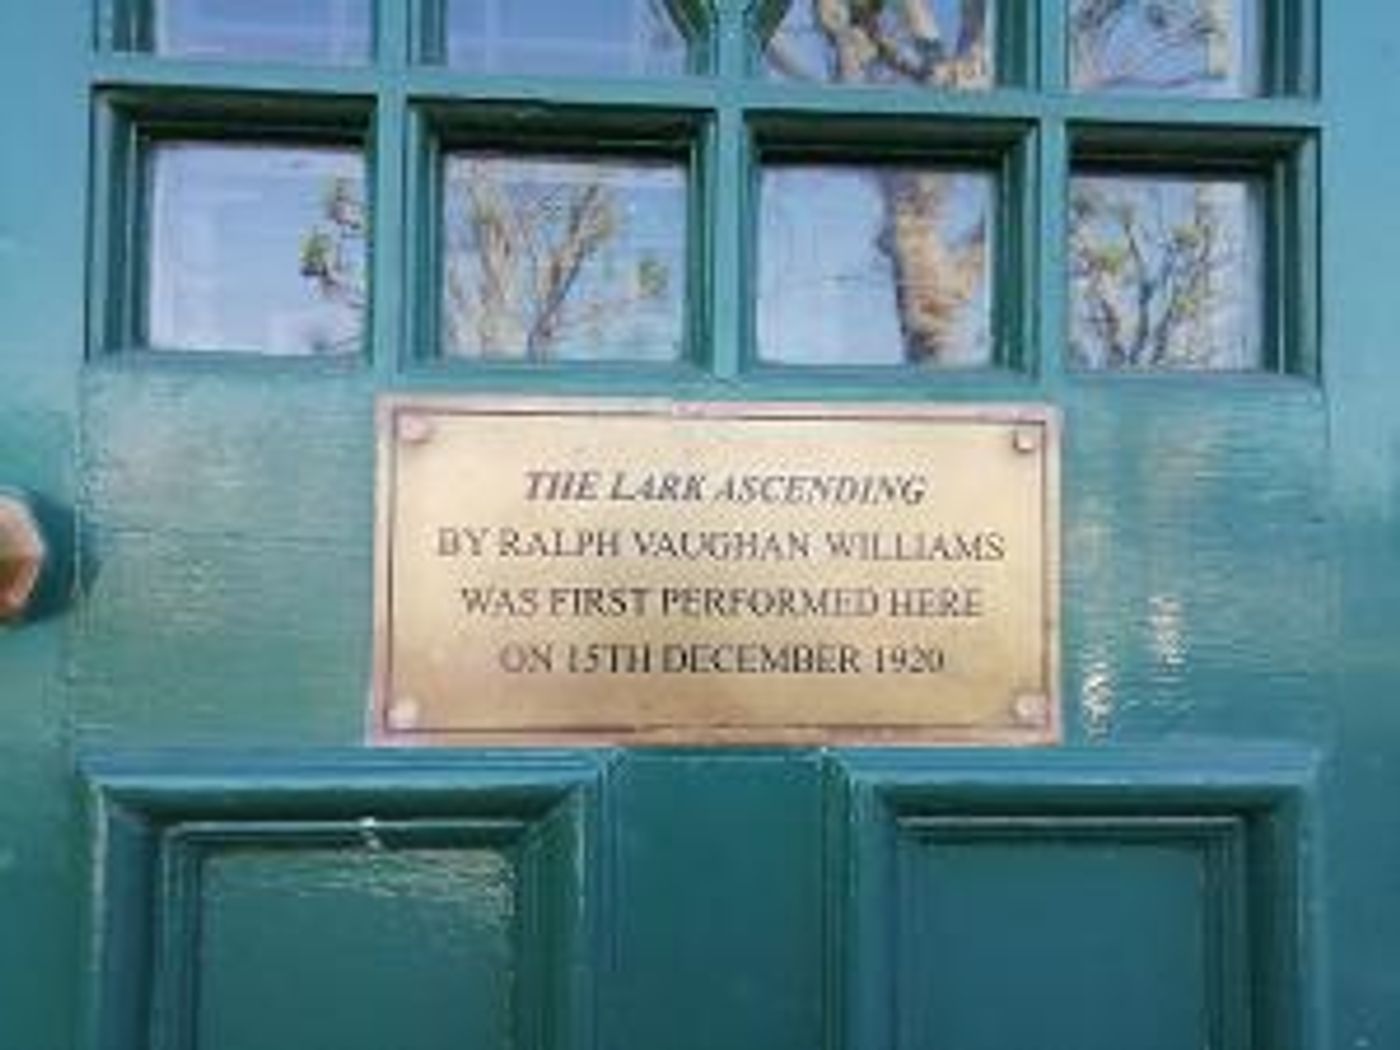 THE LARK ASCENDING
BY RALPH VAUGHAN WILLIAMS
WAS FIRST PERFORMED HERE
ON 15TH DECEMBER 1920